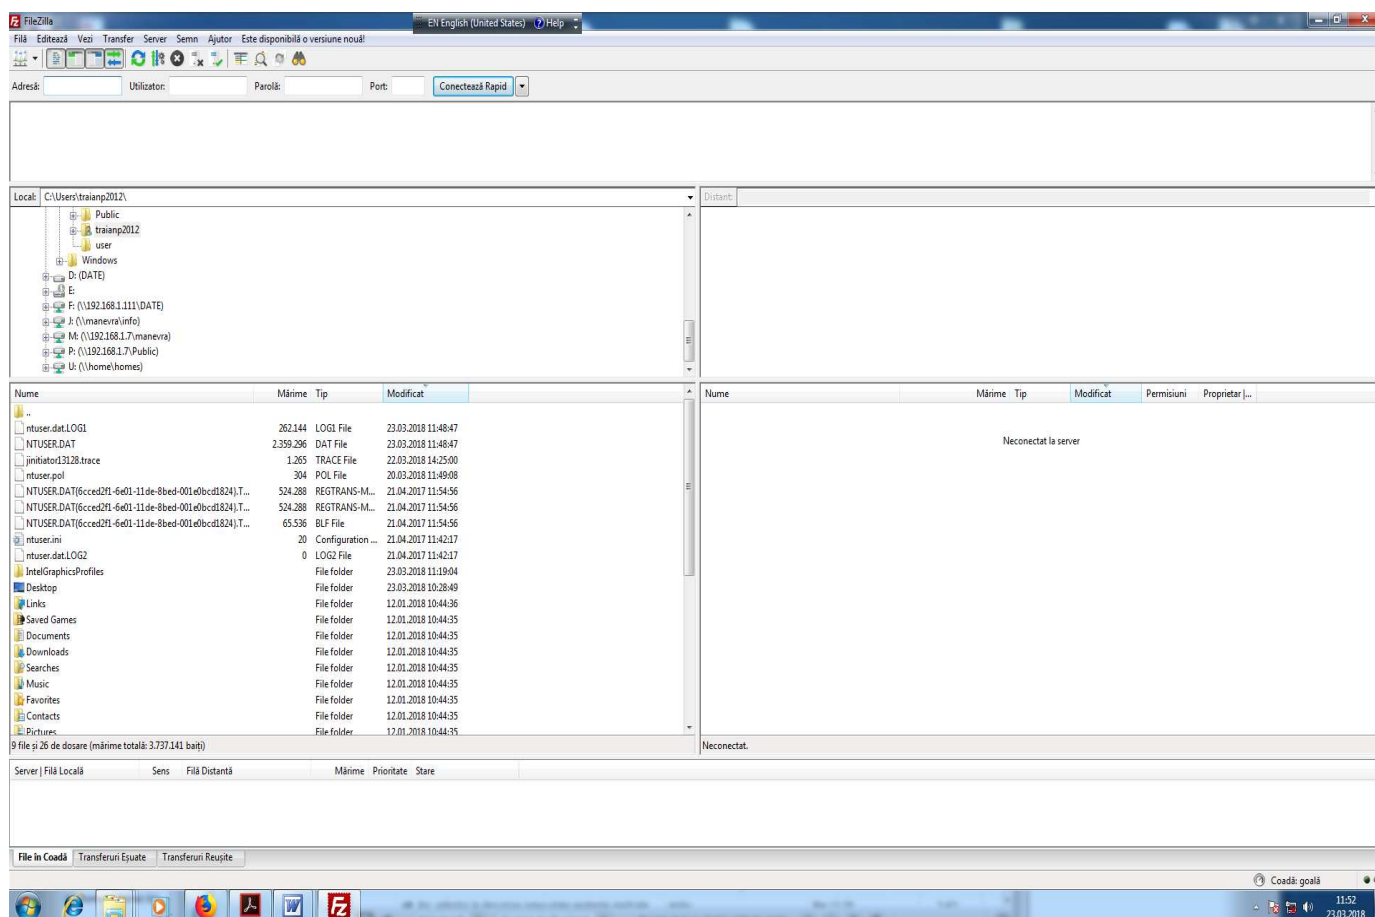 FileZilla
EN English (United States) Help
Filă Editează Vezi Transfer Server Semn Ajutor Este disponibilă o versiune nouă!
Adresă: Utilizator: Parolă: Port: Conectează Rapid
Local: C:\Users\traianp2012\
Distant:
Public
traianp2012
user
Windows
D: (DATE)
E:
F: (\\192.168.1.111\DATE)
J: (\\manevra\info)
M: (\\192.168.1.7\manevra)
P: (\\192.168.1.7\Public)
U: (\\home\homes)
Nume Mărime Tip Modificat
..
ntuser.dat.LOG1 262.144 LOG1 File 23.03.2018 11:48:47
NTUSER.DAT 2.359.296 DAT File 23.03.2018 11:48:47
jinitiator13128.trace 1.265 TRACE File 22.03.2018 14:25:00
ntuser.pol 304 POL File 20.03.2018 11:49:08
NTUSER.DAT{6cced2f1-6e01-11de-8bed-001e0bcd1824}.T... 524.288 REGTRANS-M... 21.04.2017 11:54:56
NTUSER.DAT{6cced2f1-6e01-11de-8bed-001e0bcd1824}.T... 524.288 REGTRANS-M... 21.04.2017 11:54:56
NTUSER.DAT{6cced2f1-6e01-11de-8bed-001e0bcd1824}.T... 65.536 BLF File 21.04.2017 11:54:56
ntuser.ini 20 Configuration ... 21.04.2017 11:42:17
ntuser.dat.LOG2 0 LOG2 File 21.04.2017 11:42:17
IntelGraphicsProfiles File folder 23.03.2018 11:19:04
Desktop File folder 23.03.2018 10:28:49
Links File folder 12.01.2018 10:44:36
Saved Games File folder 12.01.2018 10:44:35
Documents File folder 12.01.2018 10:44:35
Downloads File folder 12.01.2018 10:44:35
Searches File folder 12.01.2018 10:44:35
Music File folder 12.01.2018 10:44:35
Favorites File folder 12.01.2018 10:44:35
Contacts File folder 12.01.2018 10:44:35
Pictures File folder 12.01.2018 10:44:35
9 file și 26 de dosare (mărime totală: 3.737.141 baiți)
Nume Mărime Tip Modificat Permisiuni Proprietar |...
Neconectat la server
Neconectat.
Server | Filă Locală Sens Filă Distantă Mărime Prioritate Stare
File în Coadă Transferuri Eșuate Transferuri Reușite
Coadă: goală
11:52
23.03.2018